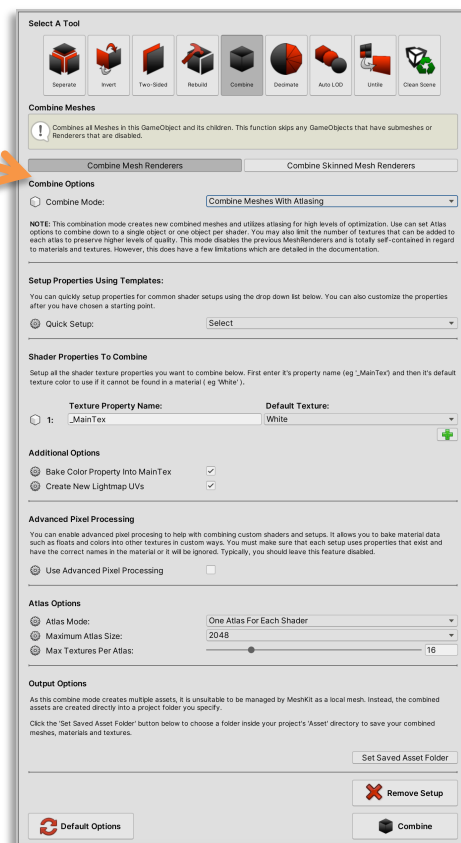 Select A Tool
Seperate
Invert
Two-Sided
Rebuild
Combine
Decimate
Auto LOD
Untile
Clean Scene
Combine Meshes
Combines all Meshes in this GameObject and its children. This function skips any GameObjects that have submeshes or
Renderers that are disabled.
Combine Mesh Renderers
Combine Skinned Mesh Renderers
Combine Options
Combine Mode:
Combine Meshes With Atlasing
NOTE: This combination mode creates new combined meshes and utilizes atlasing for high levels of optimization. Use can set Atlas
options to combine down to a single object or one object per shader. You may also limit the number of textures that can be added to
each atlas to preserve higher levels of quality. This mode disables the previous MeshRenderers and is totally self-contained in regard
to materials and textures. However, this does have a few limitations which are detailed in the documentation.
Setup Properties Using Templates:
You can quickly setup properties for common shader setups using the drop down list below. You can also customize the properties
after you have chosen a starting point.
Quick Setup:
Select
Shader Properties To Combine
Setup all the shader texture properties you want to combine below. First enter it's property name (eg '_MainTex') and then it's default
texture color to use if it cannot be found in a material ( eg 'White' ).
Texture Property Name:
Default Texture:
1:
_MainTex
White
Additional Options
Bake Color Property Into MainTex
Create New Lightmap UVs
Advanced Pixel Processing
You can enable advanced pixel procesing to help with combining custom shaders and setups. It allows you to bake material data
such as floats and colors into other textures in custom ways. You must make sure that each setup uses properties that exist and
have the correct names in the material or it will be ignored. Typically, you should leave this feature disabled.
Use Advanced Pixel Processing
Atlas Options
Atlas Mode:
One Atlas For Each Shader
Maximum Atlas Size:
2048
Max Textures Per Atlas:
16
Output Options
As this combine mode creates multiple assets, it is unsuitable to be managed by MeshKit as a local mesh. Instead, the combined
assets are created directly into a project folder you specify.
Click the 'Set Saved Asset Folder' button below to choose a folder inside your project's 'Asset' directory to save your combined
meshes, materials and textures.
Set Saved Asset Folder
Remove Setup
Default Options
Combine